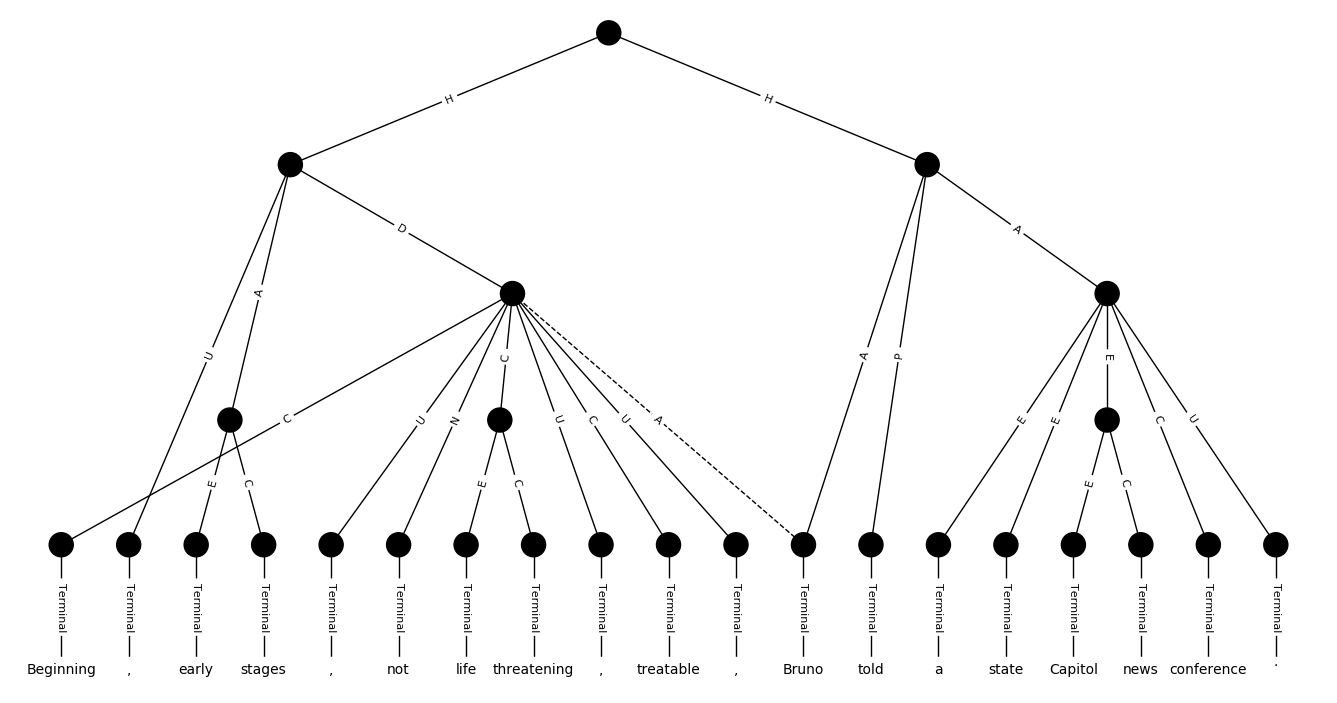 H H
D A
U A
A P
C U N C U C U A E E E C U
E C E C E C
Terminal Terminal Terminal Terminal Terminal Terminal Terminal Terminal Terminal Terminal Terminal Terminal Terminal Terminal Terminal Terminal Terminal Terminal Terminal
Beginning , early stages , not life threatening , treatable , Bruno told a state Capitol news conference .